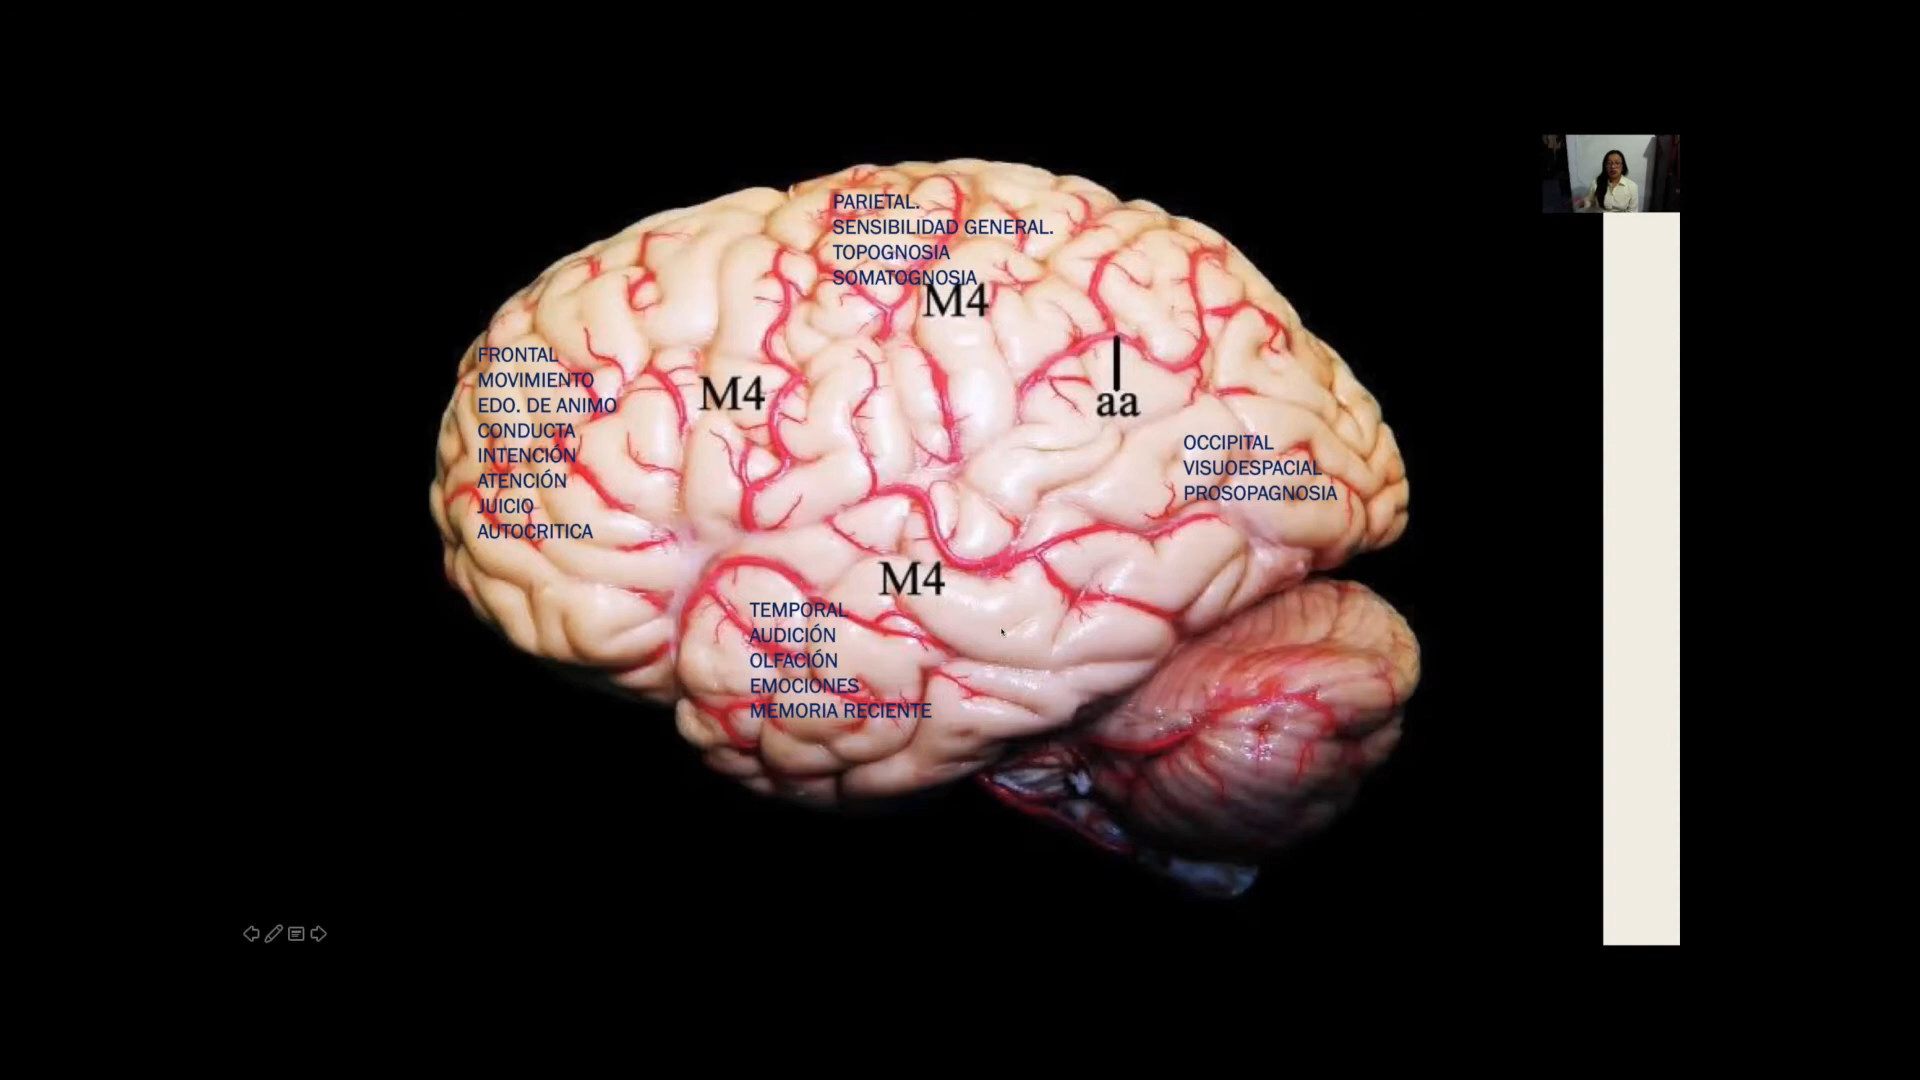 PARIETAL.
SENSIBILIDAD GENERAL.
TOPOGNOSIA
SOMATOGNOSIA
M4
FRONTAL
MOVIMIENTO
EDO. DE ANIMO
CONDUCTA
INTENCIÓN
ATENCIÓN
JUICIO
AUTOCRITICA
M4
aa
OCCIPITAL
VISUOESPACIAL
PROSOPAGNOSIA
M4
TEMPORAL
AUDICIÓN
OLFACIÓN
EMOCIONES
MEMORIA RECIENTE